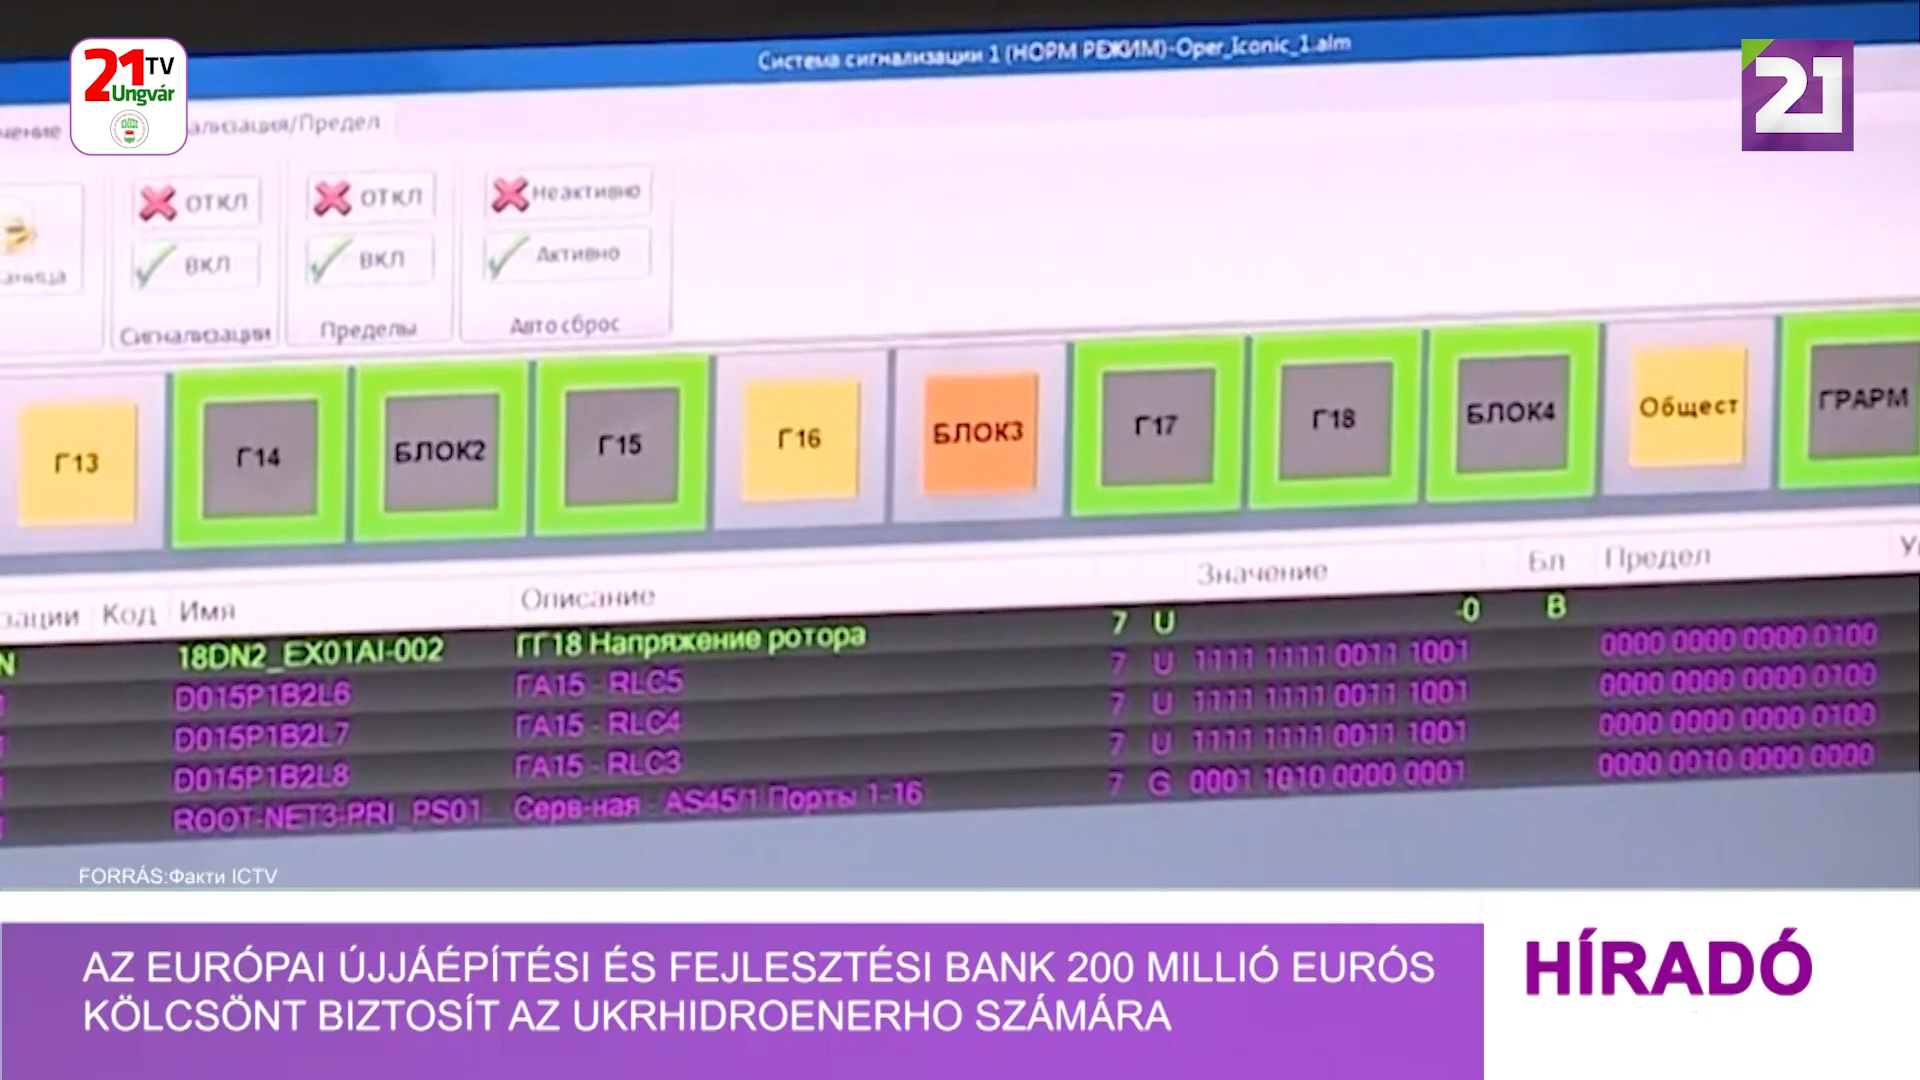 Система сигнализации 1 (НОРМ РЕЖИМ)-Oper_Iconic_1.alm
21TV
Ungvár
21
чение
ализация/Предел
ОТКЛ
ОТКЛ
Неактивно
ВКЛ
ВКЛ
Активно
аница
Сигнализации
Пределы
Автосброс
Г13
Г14
БЛОК2
Г15
Г16
БЛОК3
Г17
Г18
БЛОК4
Общест
ГРАРМ
зации Код Имя Описание Значение Бл Предел
N 18DN2_EX01AI-002 ГГ18 Напряжение ротора 7 U -0 B
D015P1B2L6 ГА15 - RLC5 7 U 1111 1111 0011 1001 0000 0000 0000 0100
D015P1B2L7 ГА15 - RLC4 7 U 1111 1111 0011 1001 0000 0000 0000 0100
D015P1B2L8 ГА15 - RLC3 7 U 1111 1111 0011 1001 0000 0000 0000 0100
ROOT-NET3-PRI_PS01 Серв-ная - AS45/1 Порты 1-16 7 G 0001 1010 0000 0001 0000 0010 0000 0000
FORRÁS:Факти ICTV
AZ EURÓPAI ÚJJÁÉPÍTÉSI ÉS FEJLESZTÉSI BANK 200 MILLIÓ EURÓS
KÖLCSÖNT BIZTOSÍT AZ UKRHIDROENERHO SZÁMÁRA
HÍRADÓ